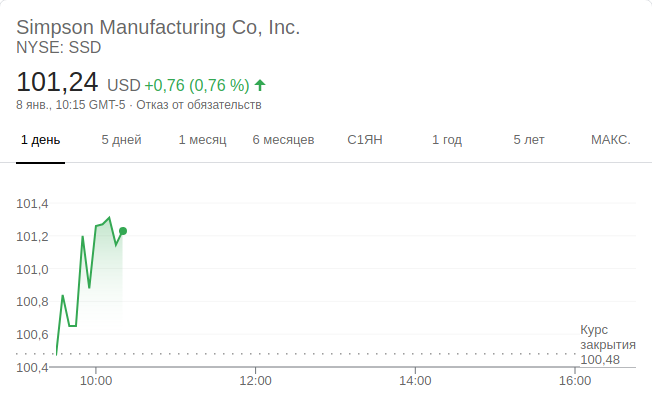 Simpson Manufacturing Co, Inc.
NYSE: SSD
101,24 USD +0,76 (0,76 %)
8 янв., 10:15 GMT-5 · Отказ от обязательств
1 день 5 дней 1 месяц 6 месяцев С1ЯН 1 год 5 лет МАКС.
101,4
101,2
101,0
100,8
100,6
100,4
Курс
закрытия
100,48
10:00 12:00 14:00 16:00